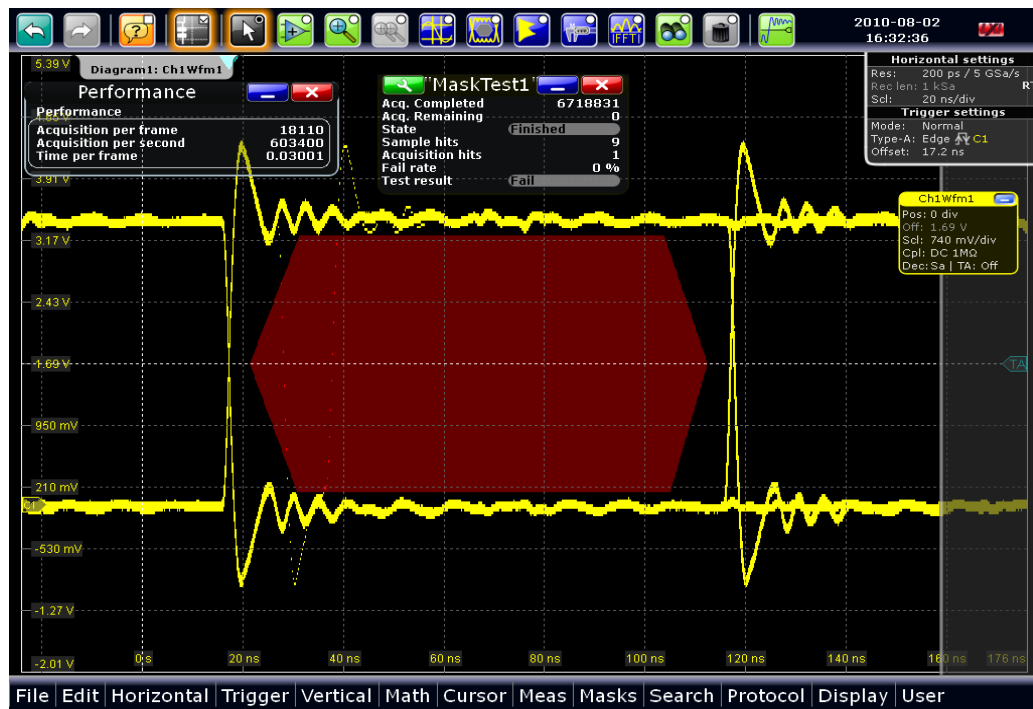 2010-08-02
16:32:36
FFT
5.39 V
Diagram1: Ch1Wfm1
Performance
Performance
Acquisition per frame 18110
Acquisition per second 603400
Time per frame 0.03001
"MaskTest1"
Acq. Completed 6718831
Acq. Remaining 0
State Finished
Sample hits 9
Acquisition hits 1
Fail rate 0 %
Test result Fail
Horizontal settings
Res: 200 ps / 5 GSa/s
Rec len: 1 kSa
Scl: 20 ns/div
Trigger settings
Mode: Normal
Type-A: Edge C1
Offset: 17.2 ns
Ch1Wfm1
Pos: 0 div
Off: 1.69 V
Scl: 740 mV/div
Cpl: DC 1MΩ
Dec: Sa | TA: Off
3.91 V
3.17 V
2.43 V
1.69 V
TA
950 mV
210 mV
C1
-530 mV
-1.27 V
-2.01 V
0 s 20 ns 40 ns 60 ns 80 ns 100 ns 120 ns 140 ns 160 ns 176 ns
File Edit Horizontal Trigger Vertical Math Cursor Meas Masks Search Protocol Display User